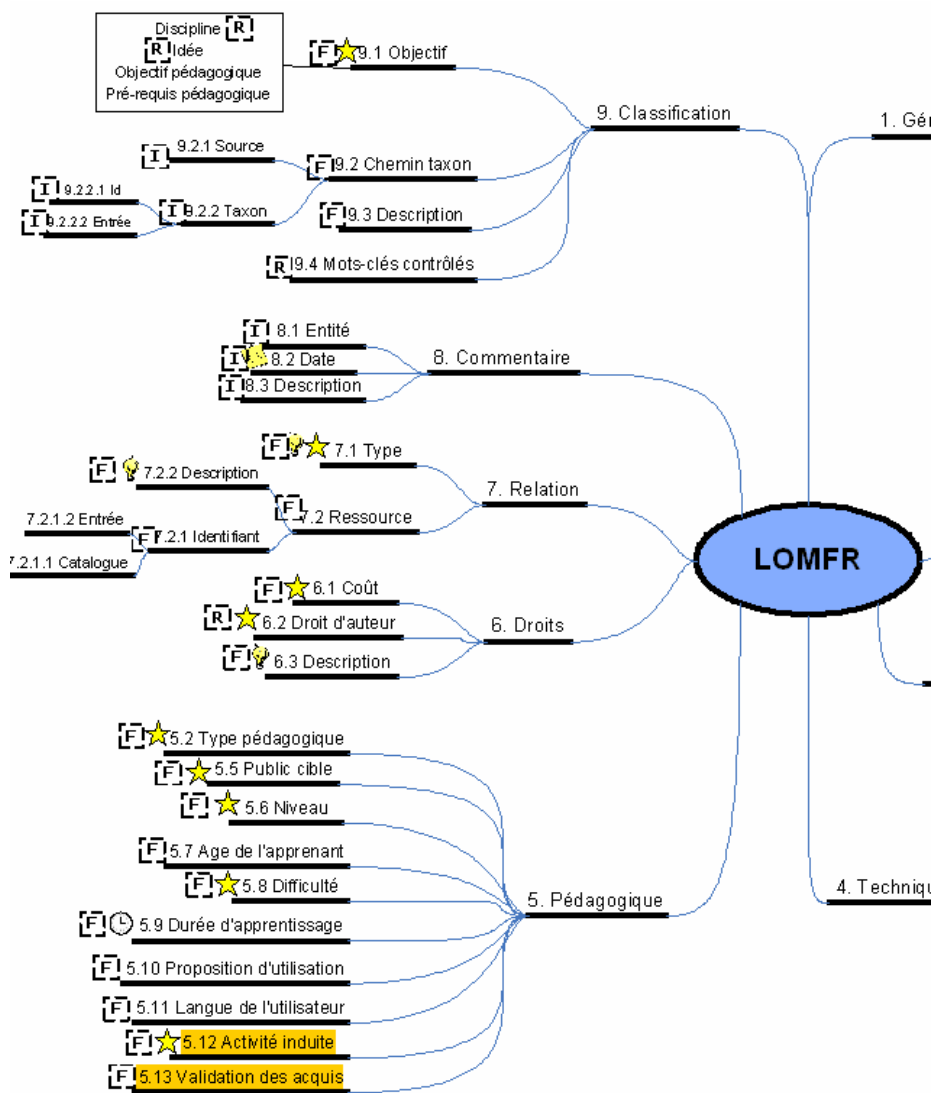 Discipline R
R Idée
Objectif pédagogique
Pré-requis pédagogique
F 9.1 Objectif
9. Classification
1. Gér
I 9.2.1 Source
F 9.2 Chemin taxon
I 9.2.2.1 Id
I 9.2.2 Taxon
I 9.2.2.2 Entrée
F 9.3 Description
R 9.4 Mots-clés contrôlés
I 8.1 Entité
I 8.2 Date
I 8.3 Description
8. Commentaire
F 7.1 Type
F 7.2.2 Description
7. Relation
7.2.1.2 Entrée
F 7.2 Ressource
F 7.2.1 Identifiant
7.2.1.1 Catalogue
LOMFR
F 6.1 Coût
R 6.2 Droit d'auteur
6. Droits
F 6.3 Description
F 5.2 Type pédagogique
F 5.5 Public cible
F 5.6 Niveau
F 5.7 Age de l'apprenant
F 5.8 Difficulté
5. Pédagogique
4. Techniqu
F 5.9 Durée d'apprentissage
F 5.10 Proposition d'utilisation
F 5.11 Langue de l'utilisateur
F 5.12 Activité induite
F 5.13 Validation des acquis